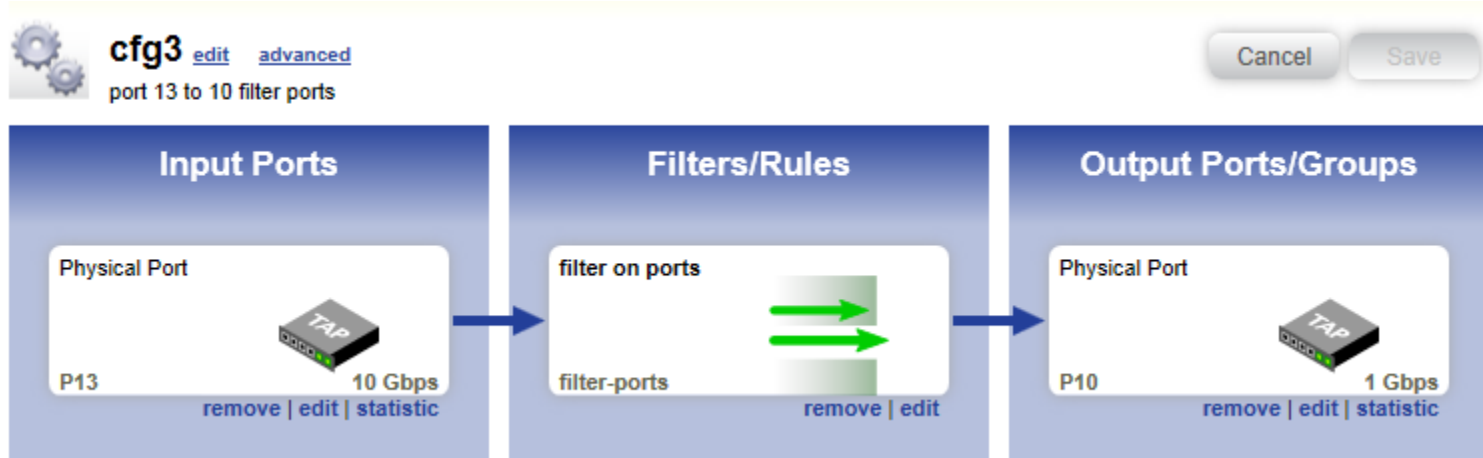 cfg3 edit advanced
Cancel Save
port 13 to 10 filter ports
Input Ports
Filters/Rules
Output Ports/Groups
Physical Port
TAP
P13 10 Gbps
remove | edit | statistic
filter on ports
filter-ports
remove | edit
Physical Port
TAP
P10 1 Gbps
remove | edit | statistic